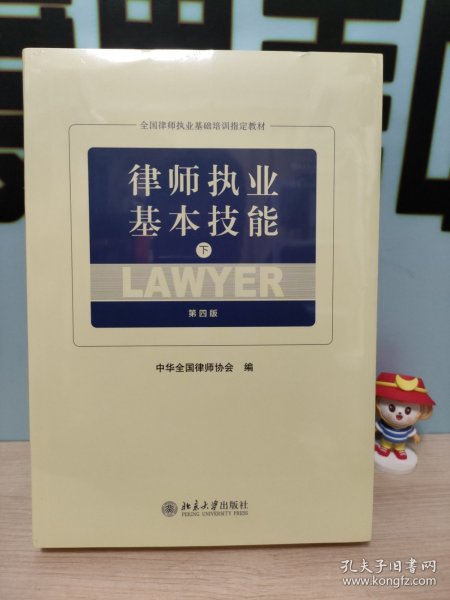 全国律师执业基础培训指定教材
律师执业
基本技能
下
LAWYER
第四版
中华全国律师协会 编
北京大学出版社
PEKING UNIVERSITY PRESS
孔夫子旧书网
www.kongfz.com